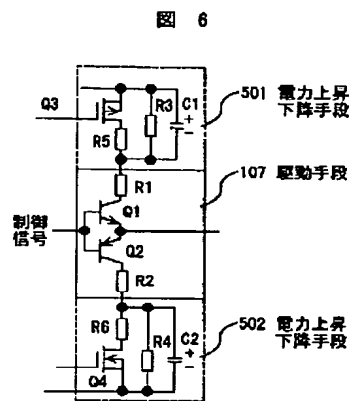 図 6
Q3
R5
R3
C1
+
-
501 電力上昇
下降手段
R1
107 駆動手段
Q1
制御
信号
Q2
R2
R6
R4
C2
+
-
502 電力上昇
下降手段
Q4